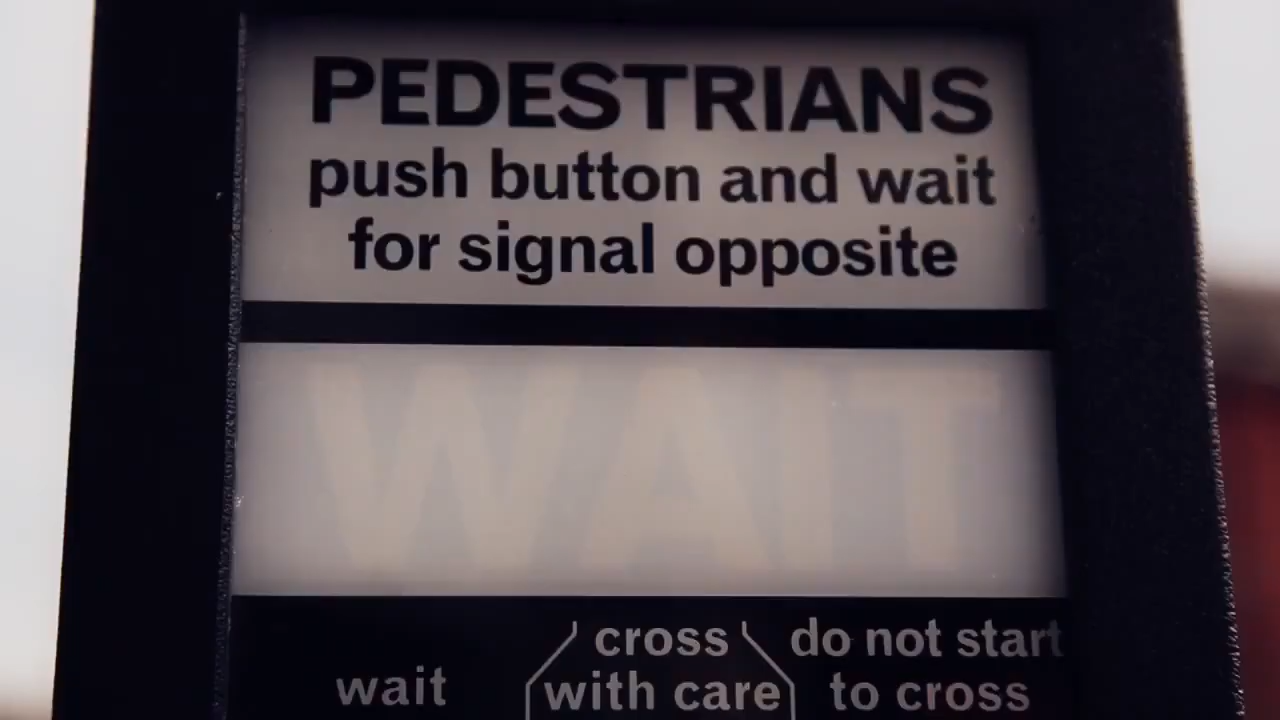 PEDESTRIANS
push button and wait
for signal opposite
WAIT
wait
cross
with care
do not start
to cross